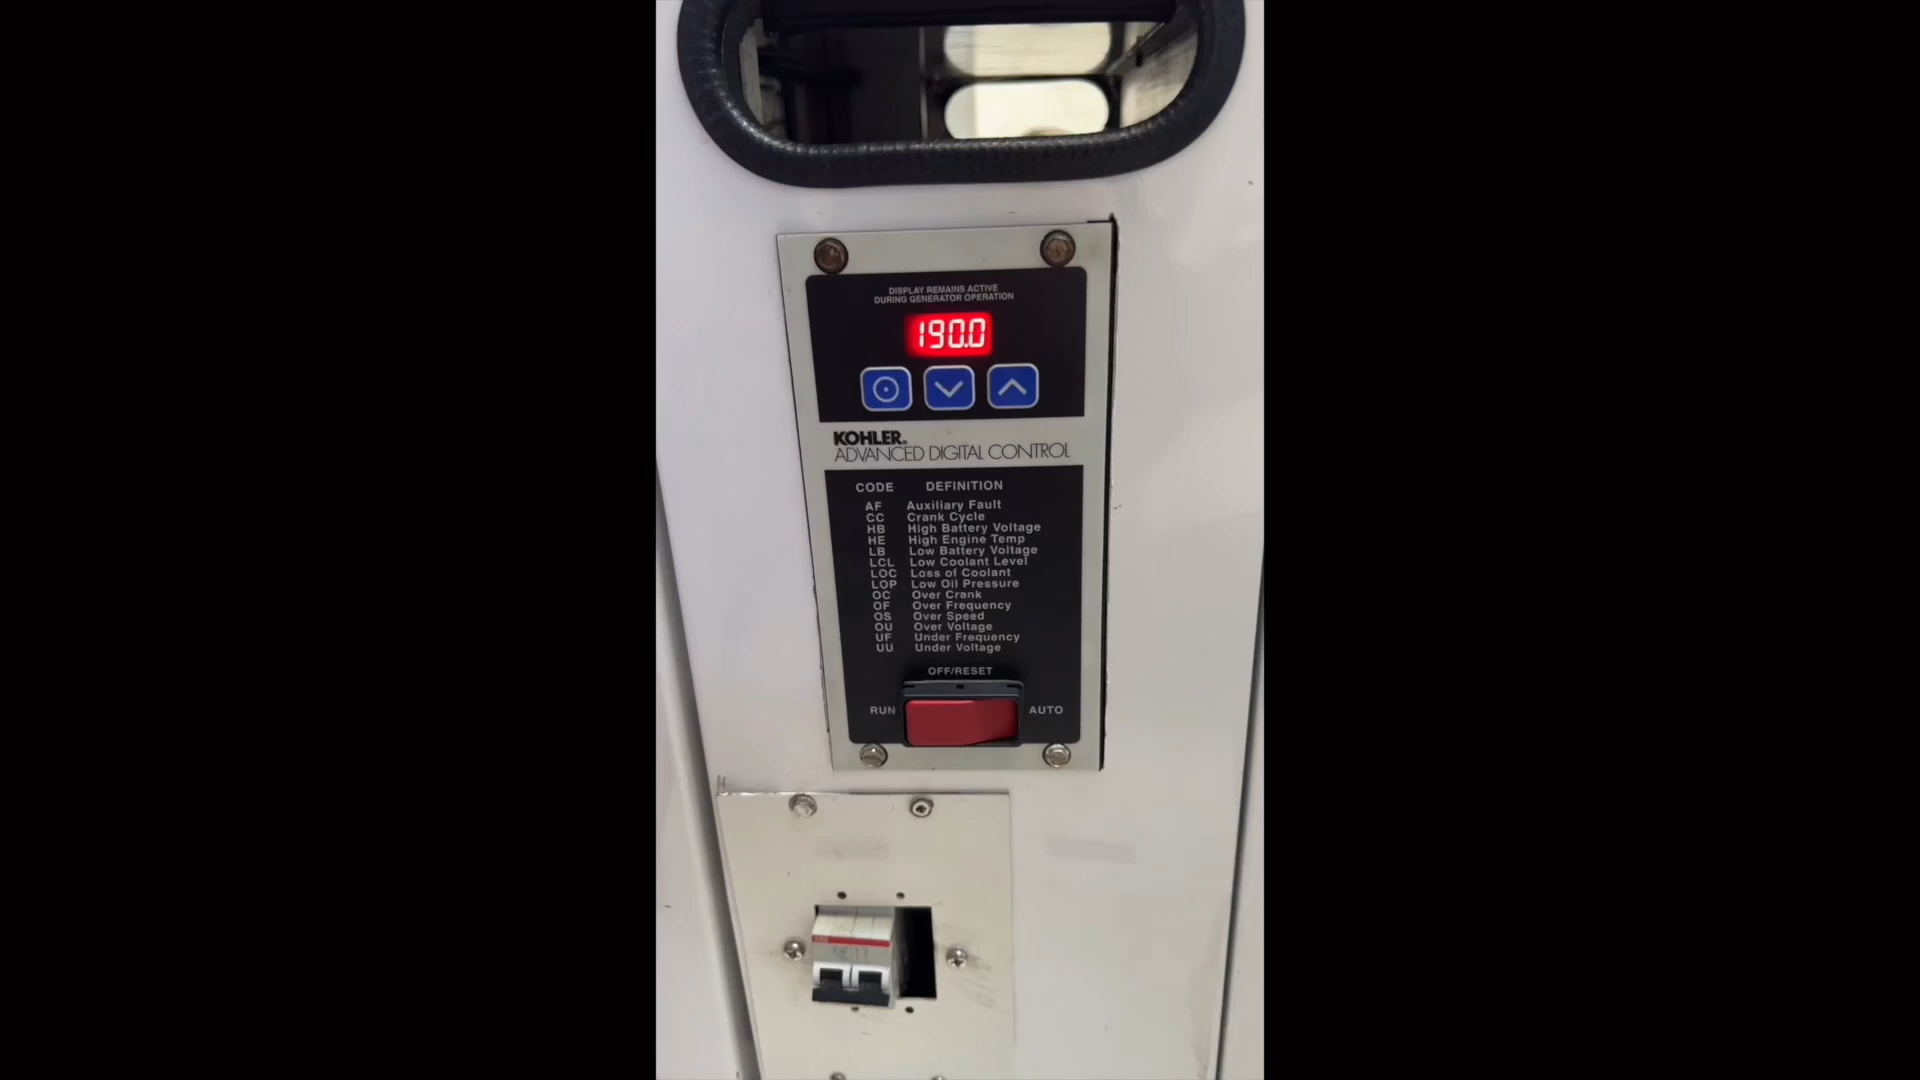 DISPLAY REMAINS ACTIVE
DURING GENERATOR OPERATION
190.0
KOHLER.
ADVANCED DIGITAL CONTROL
CODE DEFINITION
AF Auxiliary Fault
CC Crank Cycle
HB High Battery Voltage
HE High Engine Temp
LB Low Battery Voltage
LCL Low Coolant Level
LOC Loss of Coolant
LOP Low Oil Pressure
OC Over Crank
OF Over Frequency
OS Over Speed
OU Over Voltage
UF Under Frequency
UU Under Voltage
OFF/RESET
RUN AUTO